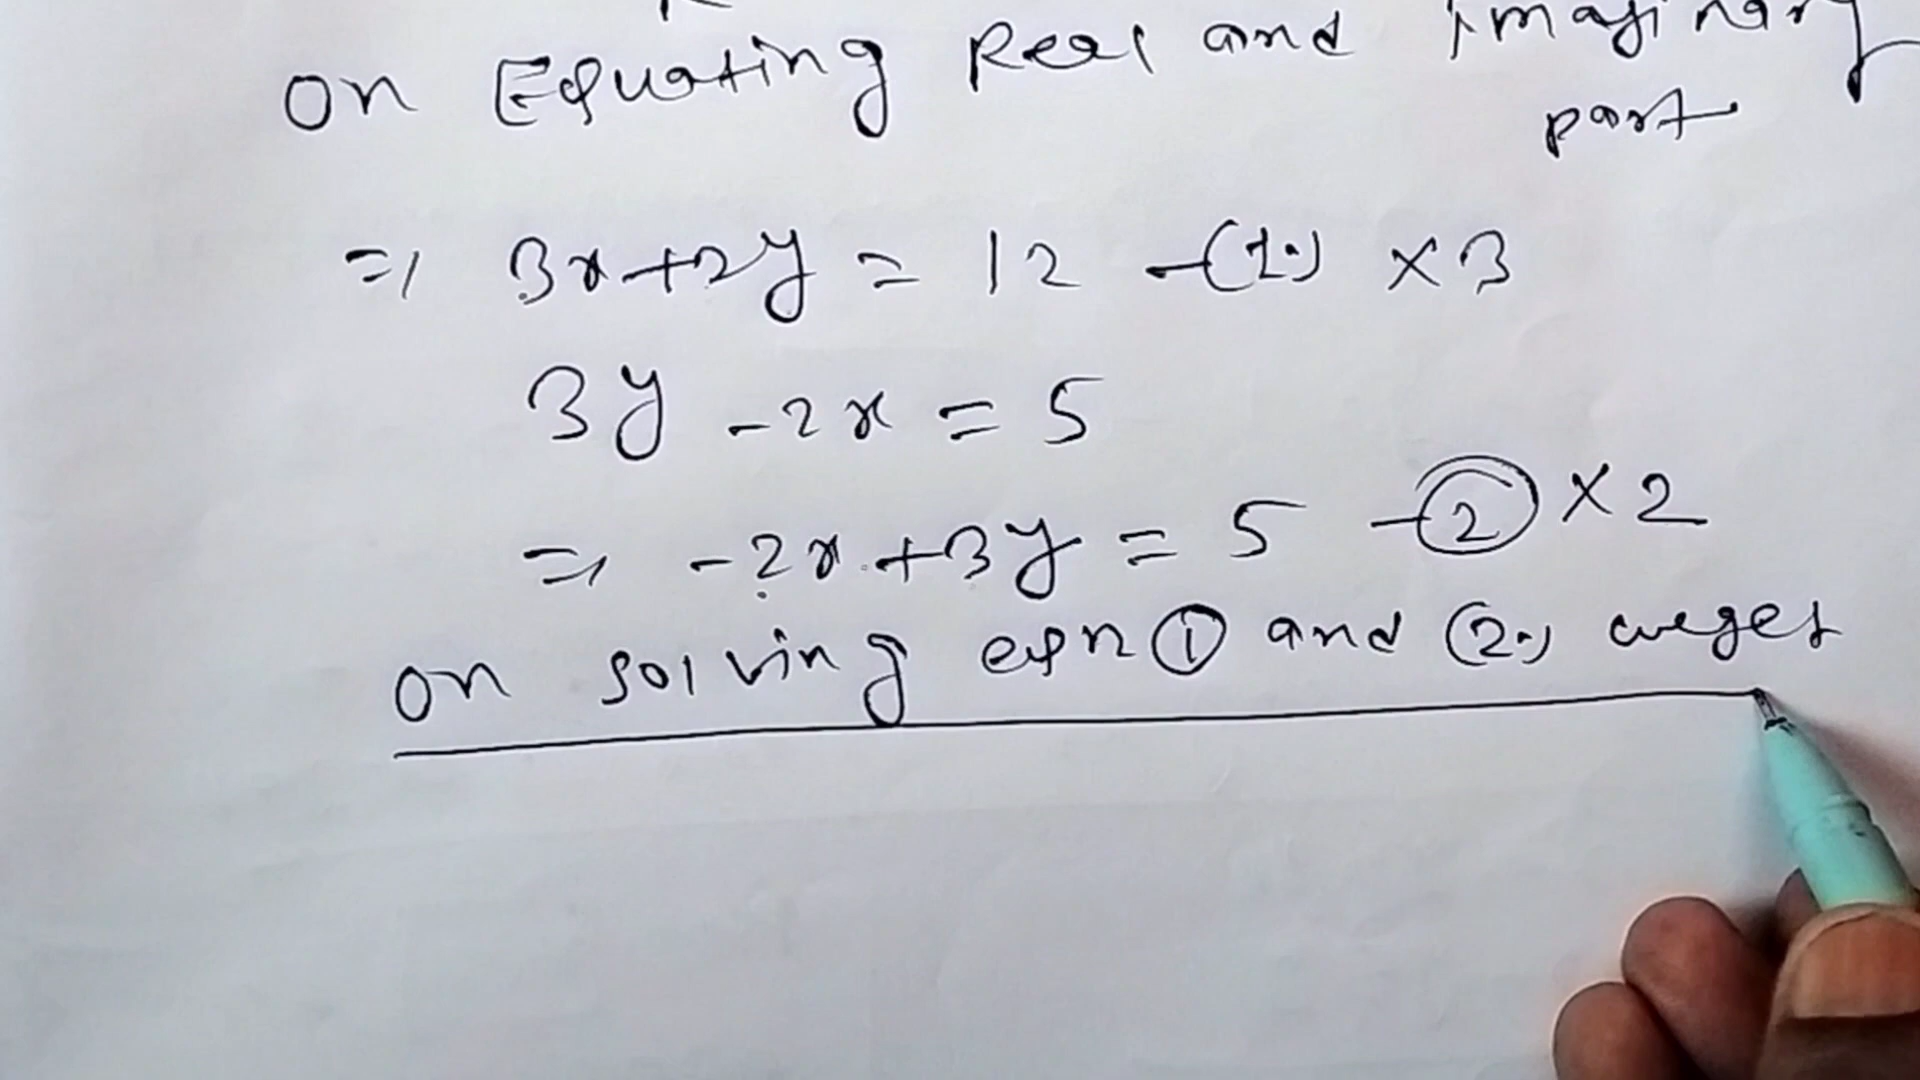 on Equating Real and imaginary
part
=> 3x+2y = 12 -(1.) × 3
3y -2x = 5
=> -2x+3y = 5 -② × 2
on solving eqn ① and (2.) we get